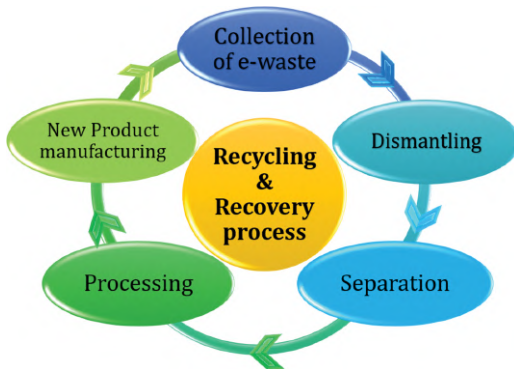 Collection
of e-waste
Dismantling
Separation
Processing
New Product
manufacturing
Recycling
&
Recovery
process